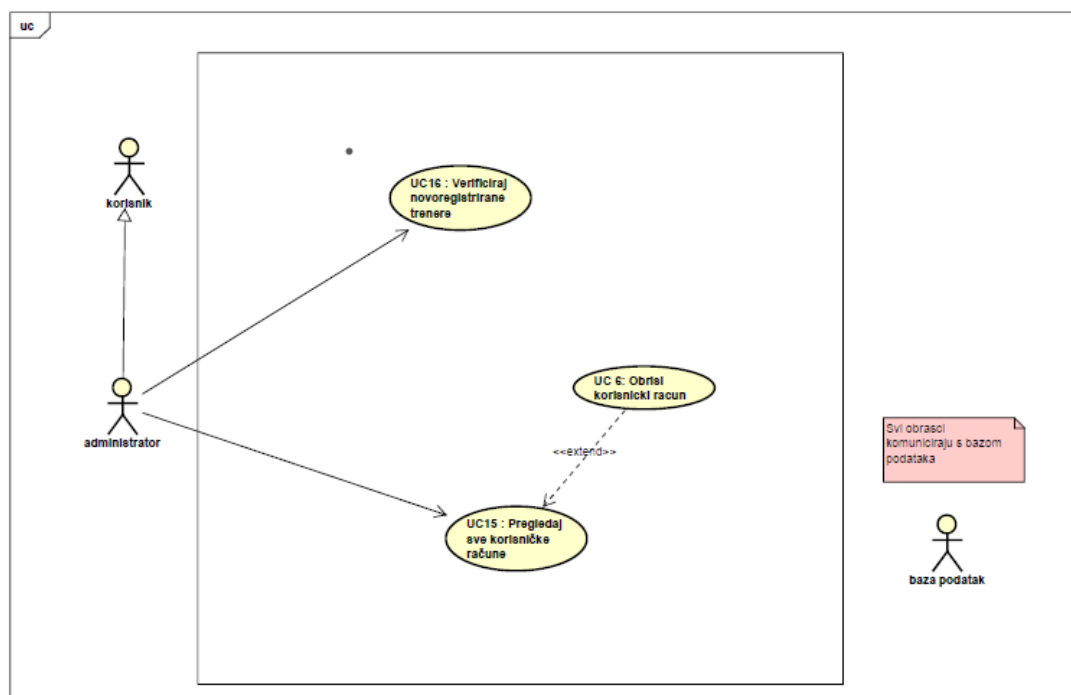 uc
korisnik
UC16 : Verificiraj
novoregistrirane
trenere
UC 6: Obrisi
korisnicki racun
administrator
Svi obrasci
komuniciraju s bazom
podataka
<<extend>>
UC15 : Pregledaj
sve korisničke
račune
baza podatak